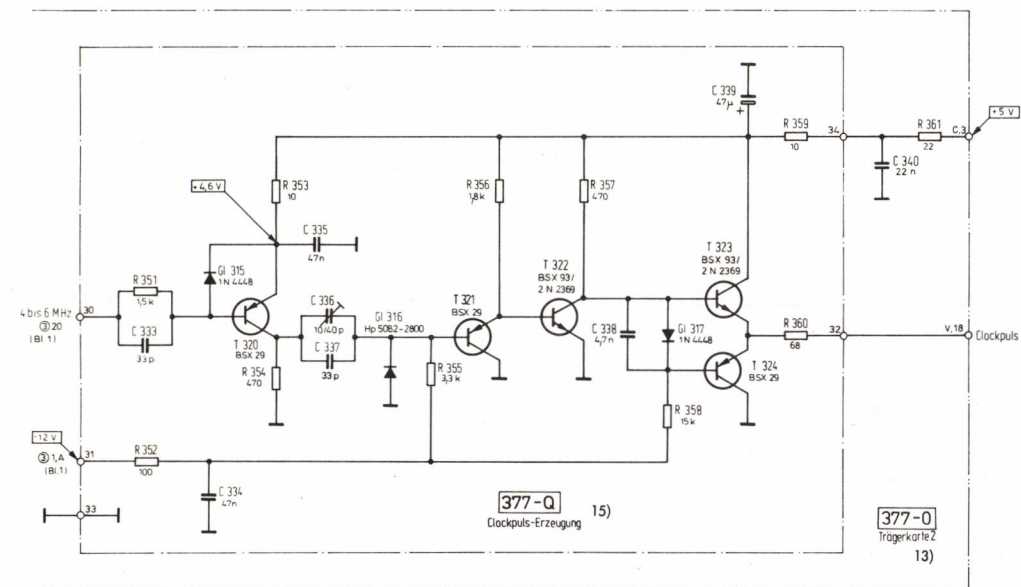 C 339
47µ
+
R 359
10
34
R 361
22
C,3
+5 V
C 340
22 n
R 353
10
R 356
1,8k
R 357
470
+4,6 V
C 335
47n
Gl 315
1N 4448
T 323
BSX 93/
2 N 2369
T 322
BSX 93/
2 N 2369
R 351
1,5 k
4 bis 6 MHz
30
③ 20
(Bl. 1)
C 333
33 p
T 320
BSX 29
C 336
10/40 p
Gl 316
Hp 5082-2800
T 321
BSX 29
C 337
33 p
R 354
470
R 355
3,3 k
C 338
4,7n
Gl 317
1N 4448
R 360
68
32
V,18
Clockpuls
T 324
BSX 29
R 358
15 k
-12 V
31
③ 1,A
(Bl.1)
R 352
100
C 334
47n
33
377-Q
15)
Clockpuls-Erzeugung
377-0
Trägerkarte 2
13)